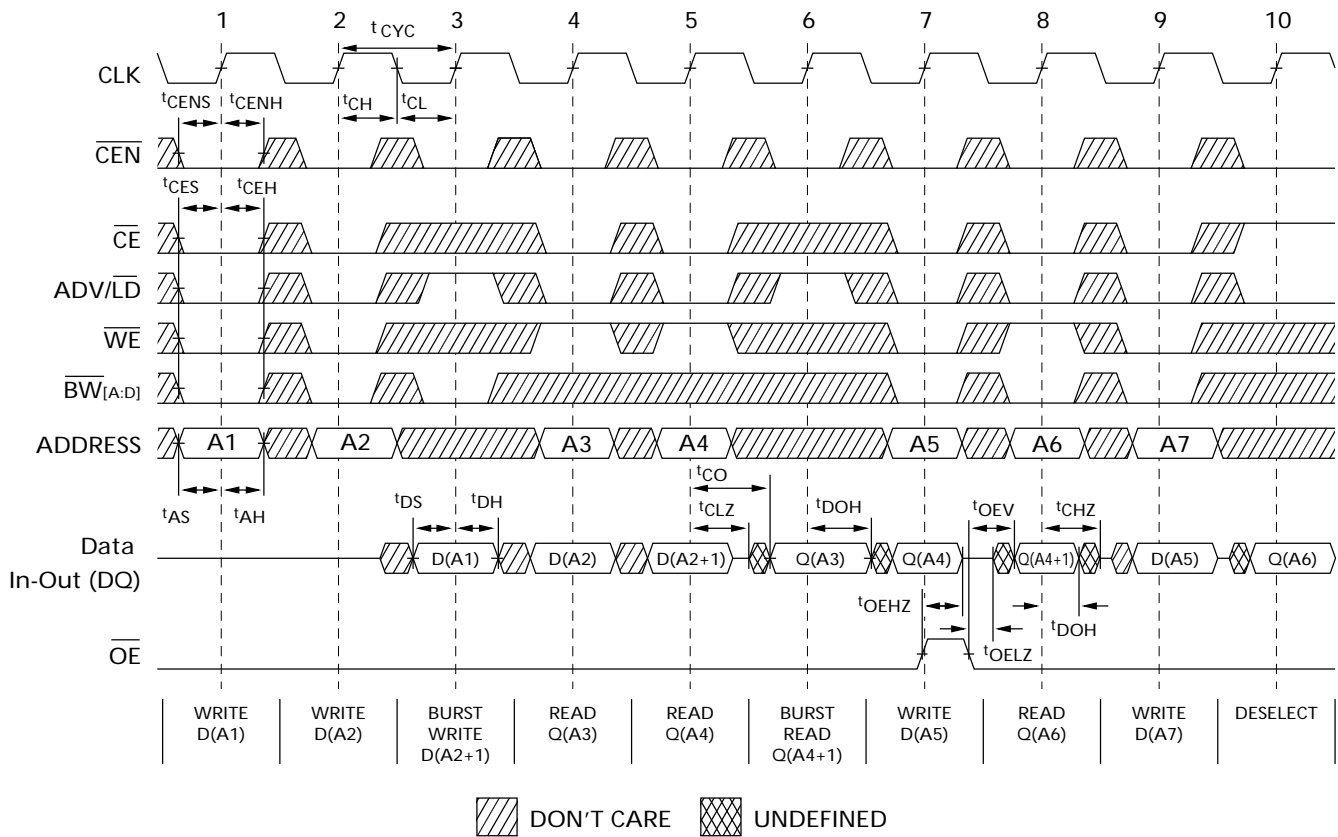 1 2 3 4 5 6 7 8 9 10
tCYC
CLK
tCENS tCENH tCH tCL
CEN
tCES tCEH
CE
ADV/LD
WE
BW[A:D]
ADDRESS A1 A2 A3 A4 A5 A6 A7
tCO
tAS tAH tDS tDH tCLZ tDOH tOEV tCHZ
Data
In-Out (DQ)
D(A1) D(A2) D(A2+1) Q(A3) Q(A4) Q(A4+1) D(A5) Q(A6)
tOEHZ tDOH
tOELZ
OE
WRITE
D(A1)
WRITE
D(A2)
BURST
WRITE
D(A2+1)
READ
Q(A3)
READ
Q(A4)
BURST
READ
Q(A4+1)
WRITE
D(A5)
READ
Q(A6)
WRITE
D(A7)
DESELECT
DON'T CARE UNDEFINED